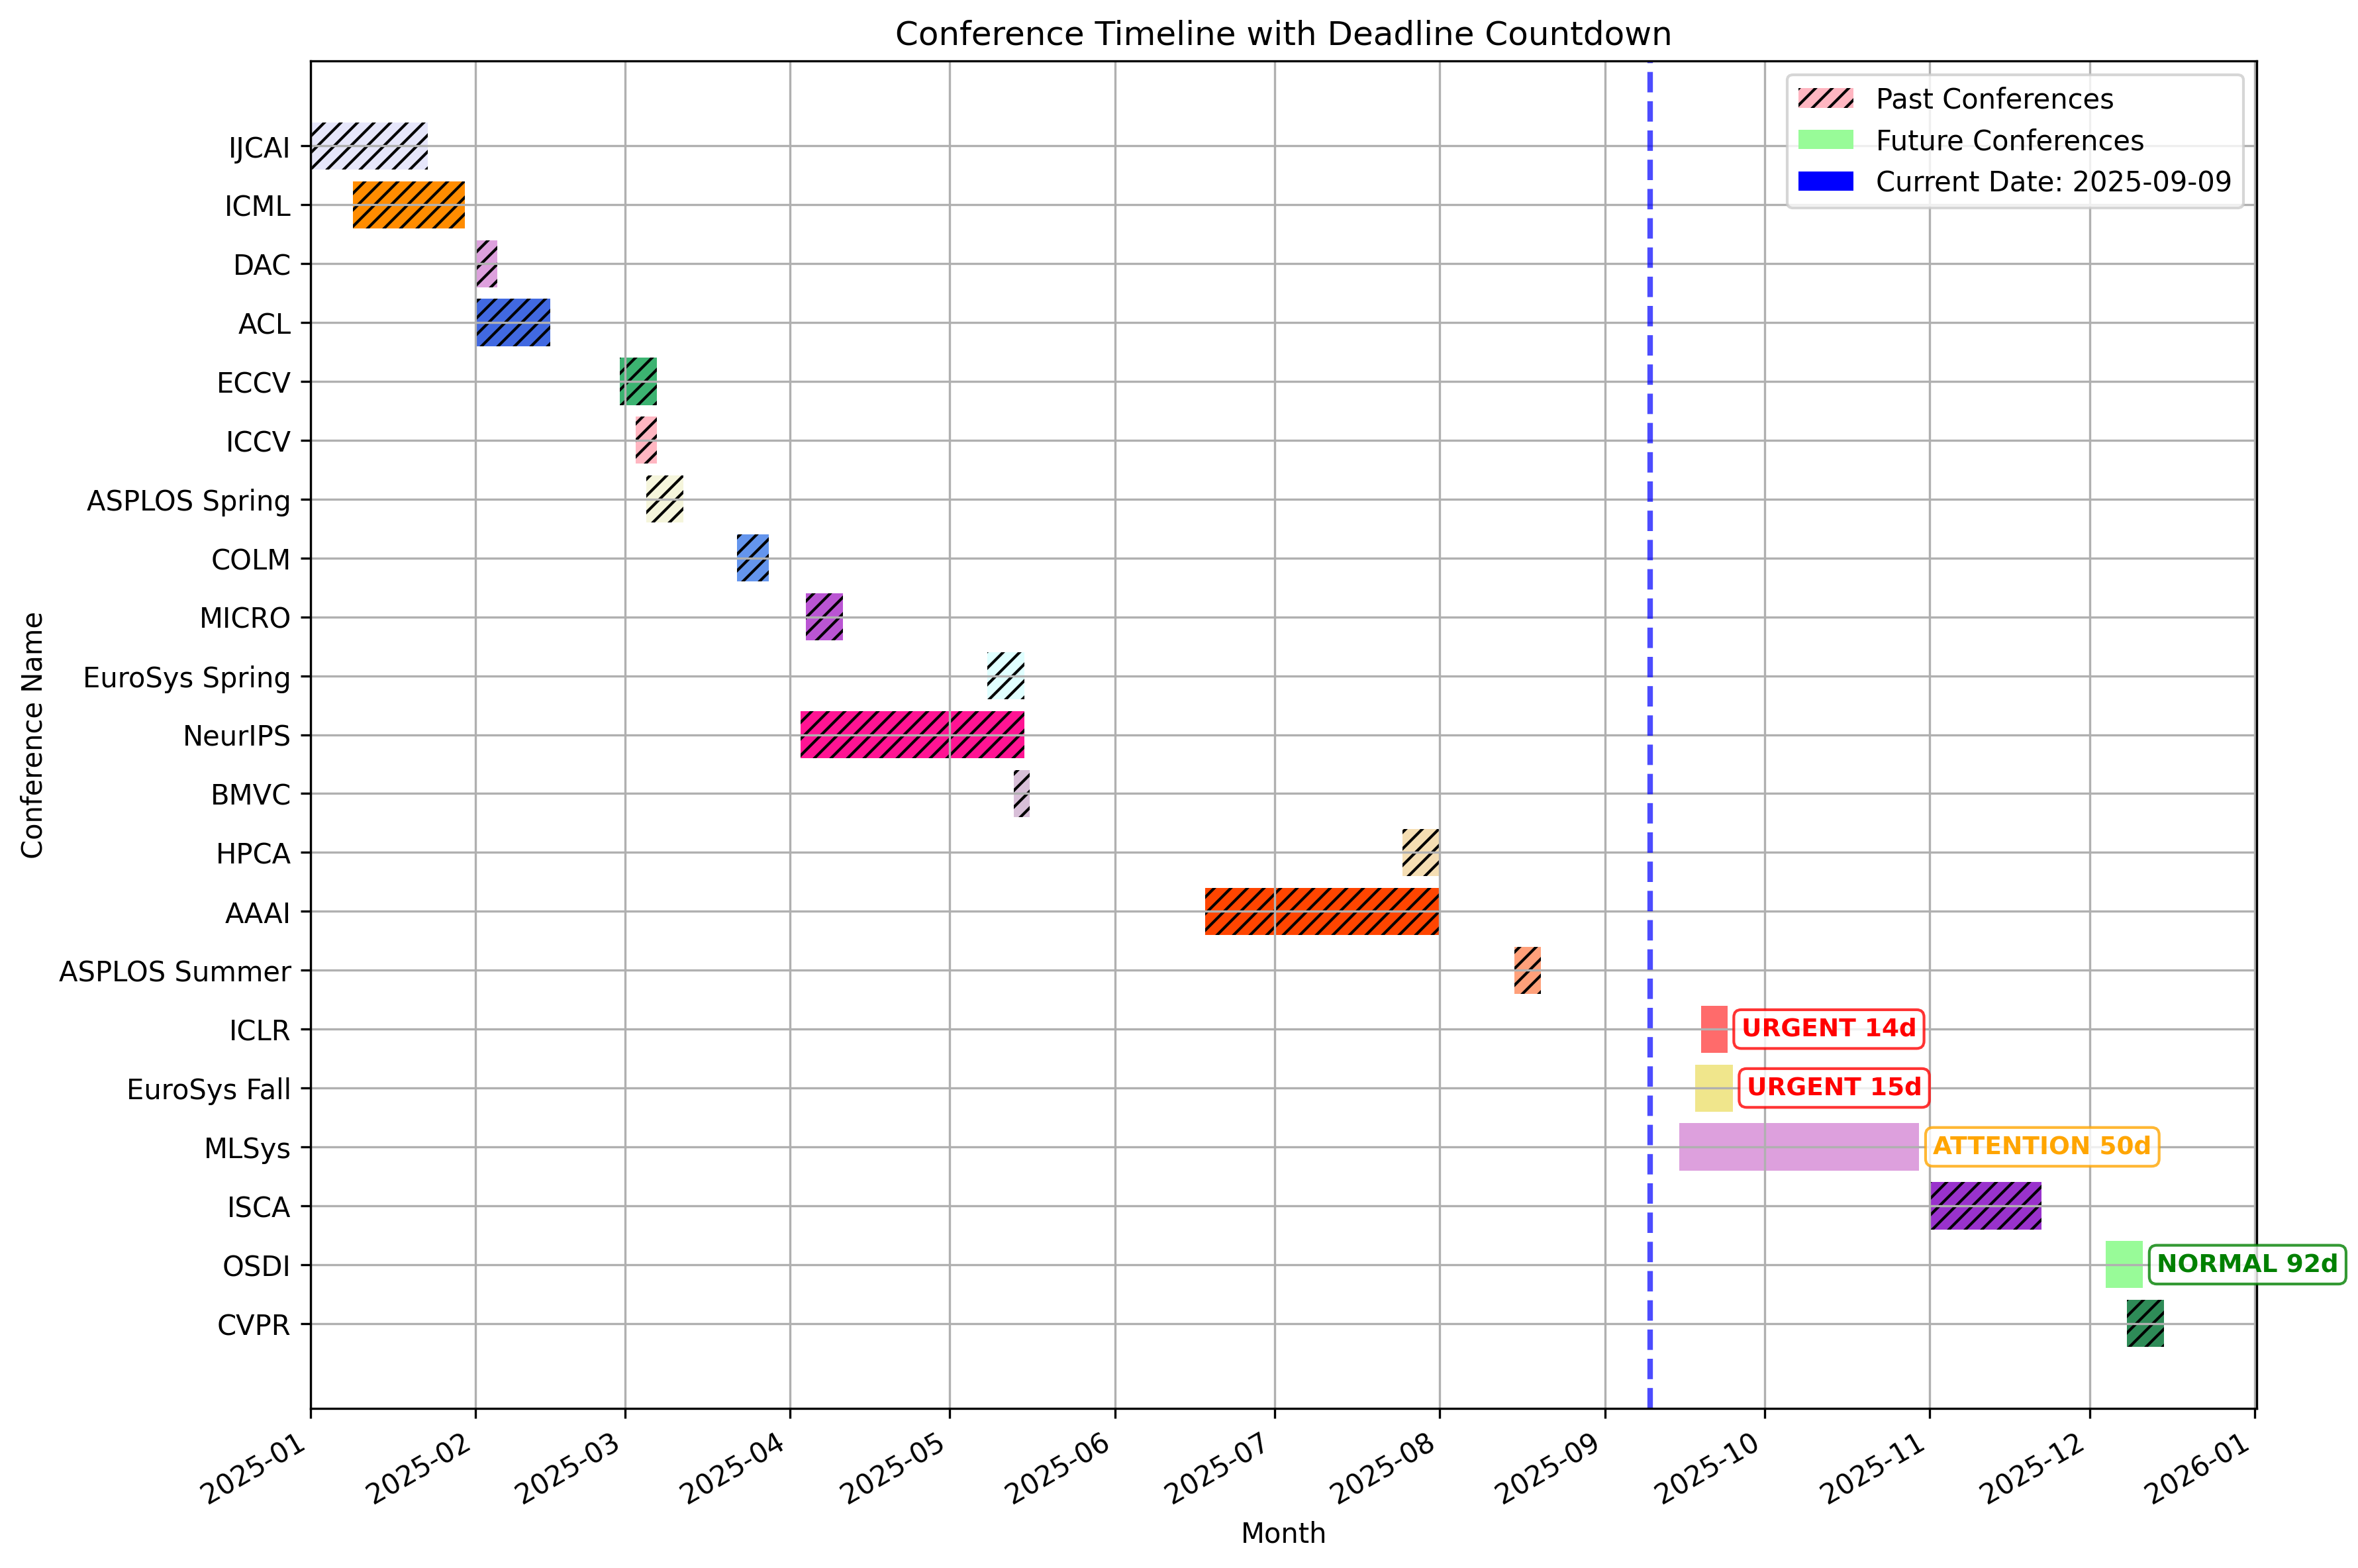 Conference Timeline with Deadline Countdown
Past Conferences
Future Conferences
Current Date: 2025-09-09
Conference Name
IJCAI
ICML
DAC
ACL
ECCV
ICCV
ASPLOS Spring
COLM
MICRO
EuroSys Spring
NeurIPS
BMVC
HPCA
AAAI
ASPLOS Summer
ICLR
URGENT 14d
EuroSys Fall
URGENT 15d
MLSys
ATTENTION 50d
ISCA
OSDI
NORMAL 92d
CVPR
2025-01
2025-02
2025-03
2025-04
2025-05
2025-06
2025-07
2025-08
2025-09
2025-10
2025-11
2025-12
2026-01
Month